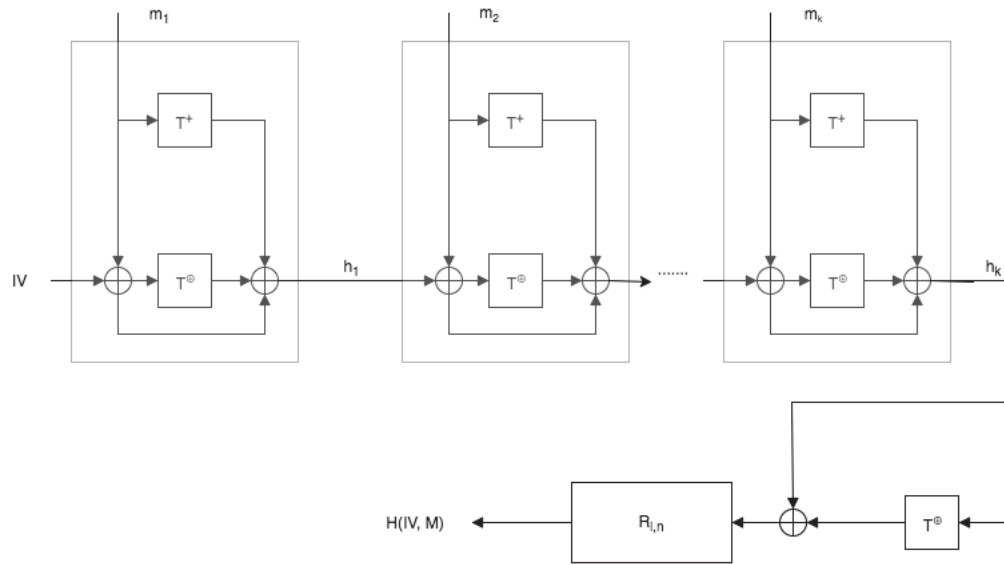 m₁ m₂ mₖ
T⁺ T⁺ T⁺
IV T⊕ h₁ T⊕ ....... T⊕ hₖ
H(IV, M) Rₗ,ₙ T⊕